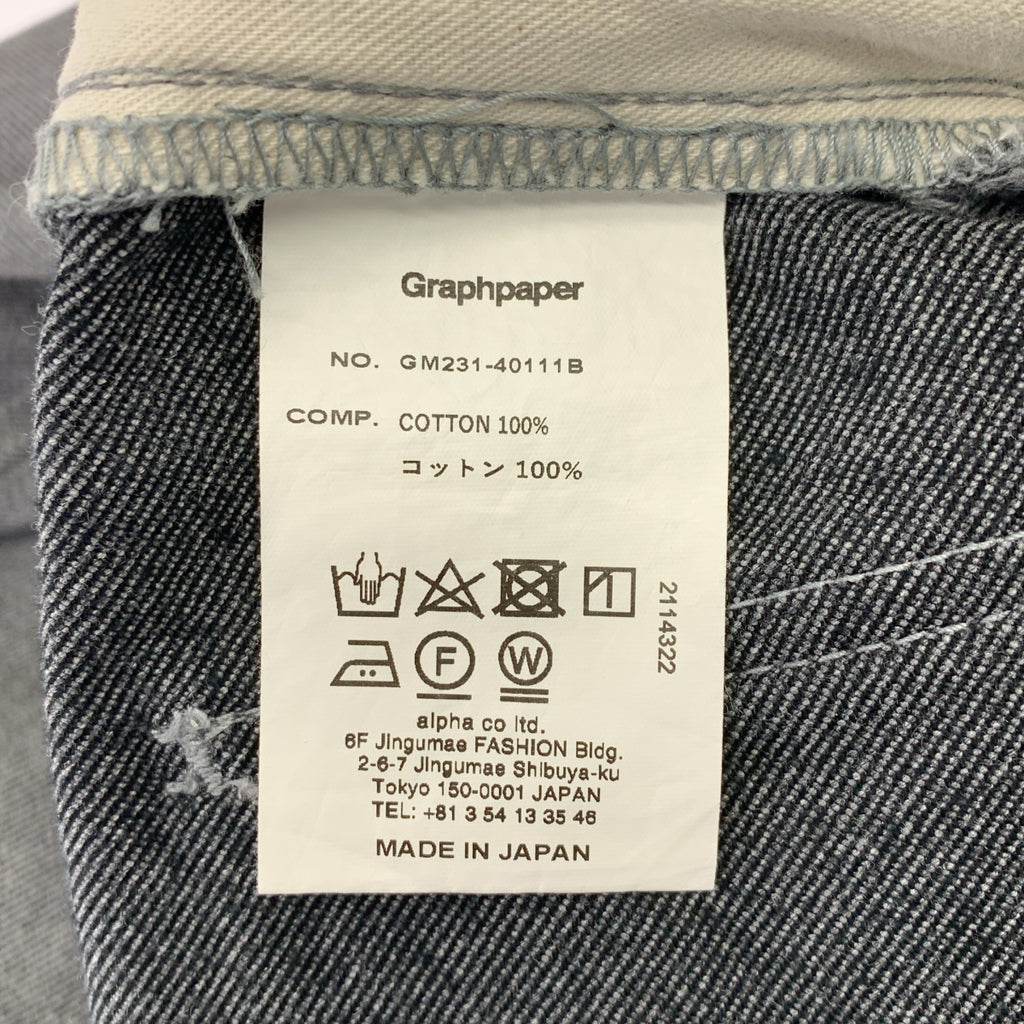 Graphpaper
NO. GM231-40111B
COMP. COTTON 100%
コットン 100%
2114322
F W
alpha co ltd.
6F Jingumae FASHION Bldg.
2-6-7 Jingumae Shibuya-ku
Tokyo 150-0001 JAPAN
TEL: +81 3 54 13 35 46
MADE IN JAPAN